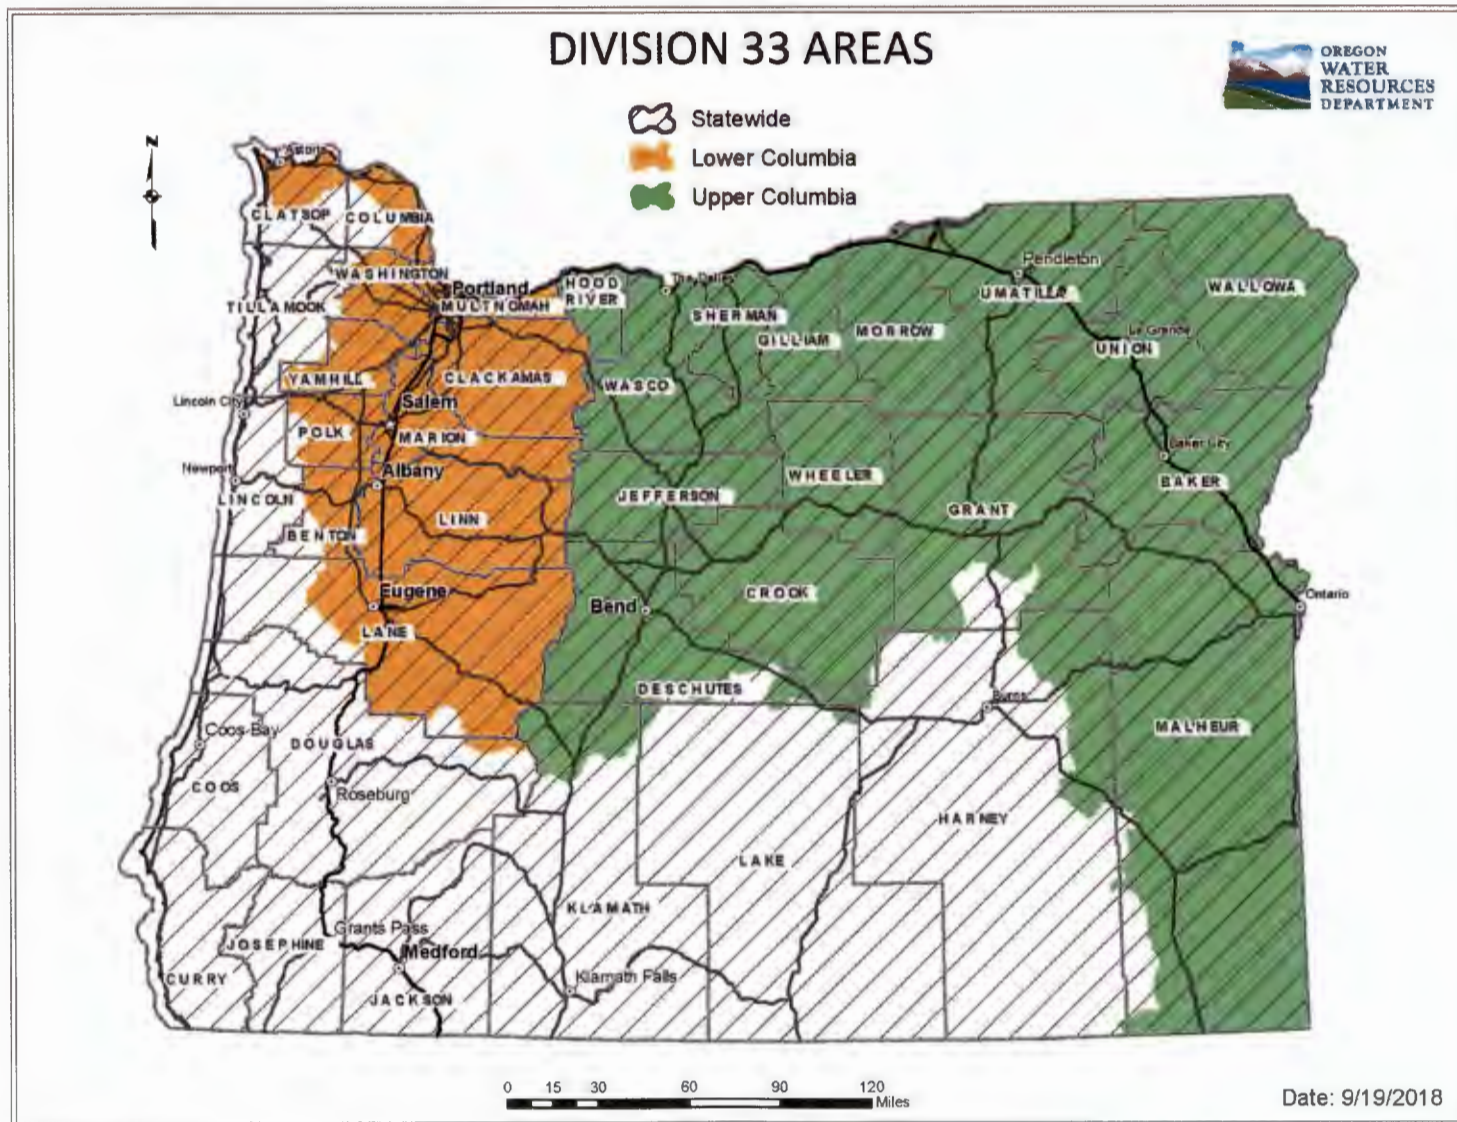 DIVISION 33 AREAS
OREGON
WATER
RESOURCES
DEPARTMENT
Statewide
Lower Columbia
Upper Columbia
N
Astoria
CLATSOP
COLUMBIA
WASHINGTON
Portland
HOOD
RIVER
The Dalles
Pendleton
TILLAMOOK
MULTNOMAH
SHERMAN
UMATILLA
WALLOWA
GILLIAM
MORROW
La Grande
UNION
YAMHILL
CLACKAMAS
WASCO
Lincoln City
Salem
POLK
MARION
Baker City
Newport
Albany
WHEELER
BAKER
LINCOLN
JEFFERSON
GRANT
LINN
BENTON
Eugene
Bend
CROOK
Ontario
LANE
DESCHUTES
Burns
Coos Bay
DOUGLAS
MALHEUR
COOS
Roseburg
HARNEY
LAKE
KLAMATH
Grants Pass
JOSEPHINE
Medford
CURRY
Klamath Falls
JACKSON
0 15 30 60 90 120
Miles
Date: 9/19/2018